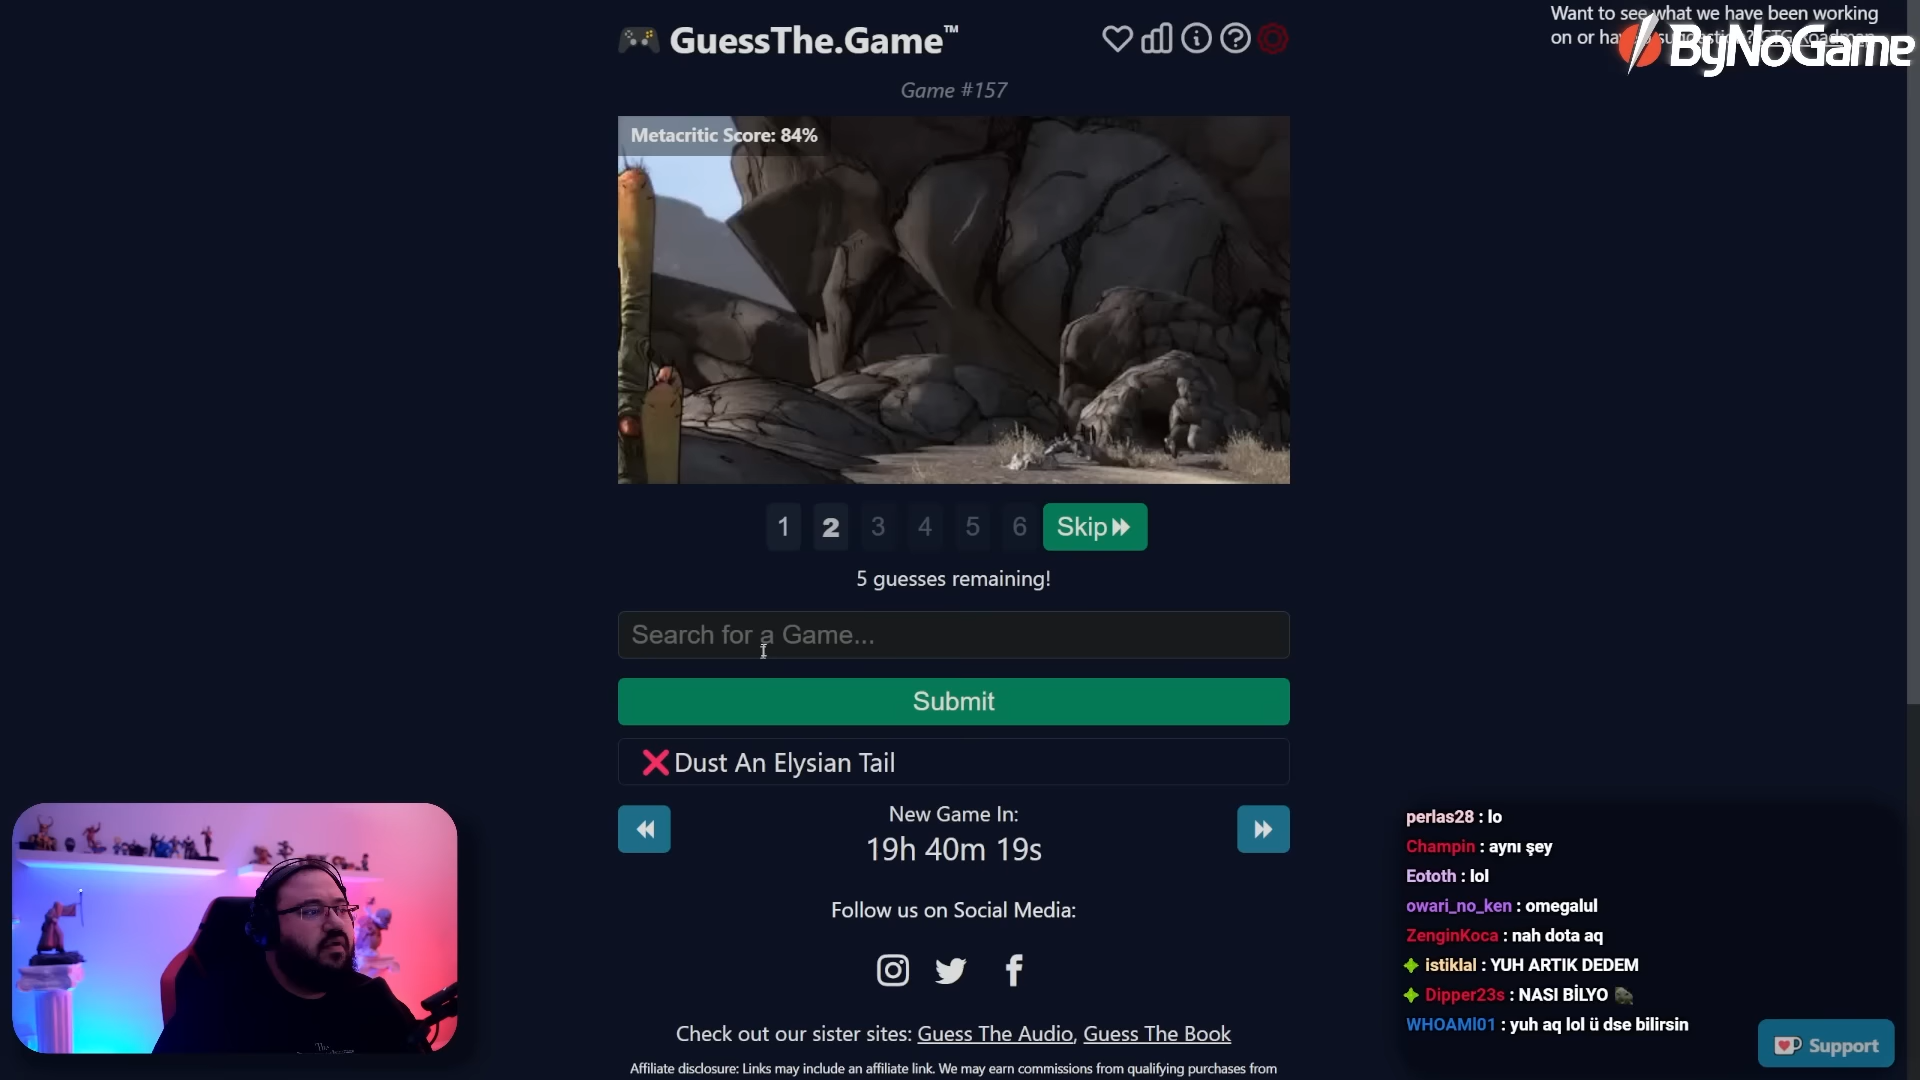 GuessThe.Game™
Want to see what we have been working
on or
ByNoGame
Game #157
Metacritic Score: 84%
1 2 3 4 5 6 Skip
5 guesses remaining!
Search for a Game...
Submit
❌ Dust An Elysian Tail
New Game In:
19h 40m 19s
Follow us on Social Media:
Check out our sister sites: Guess The Audio, Guess The Book
Affiliate disclosure: Links may include an affiliate link. We may earn commissions from qualifying purchases from
perlas28 : lo
Champin : aynı şey
Eototh : lol
owari_no_ken : omegalul
ZenginKoca : nah dota aq
istiklal : YUH ARTIK DEDEM
Dipper23s : NASI BİLYO
WHOAMI01 : yuh aq lol ü dse bilirsin
Support